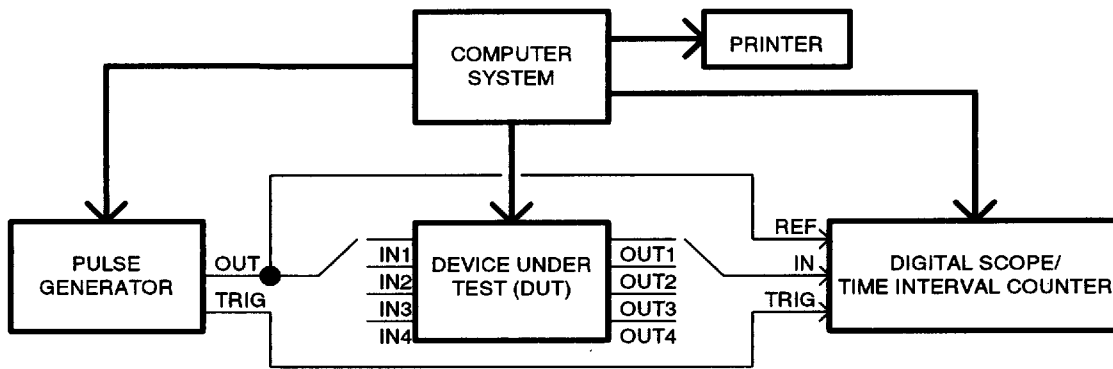 COMPUTER
SYSTEM
PRINTER
PULSE
GENERATOR
OUT
TRIG
IN1
IN2
IN3
IN4
DEVICE UNDER
TEST (DUT)
OUT1
OUT2
OUT3
OUT4
REF
IN
TRIG
DIGITAL SCOPE/
TIME INTERVAL COUNTER